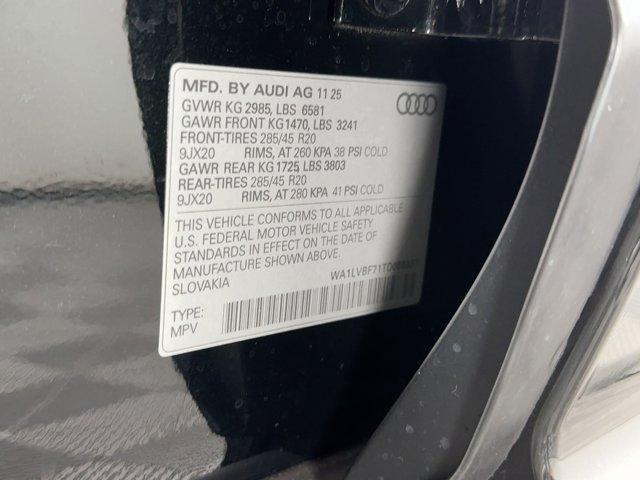 MFD. BY AUDI AG 11 25
GVWR KG 2985, LBS 6581
GAWR FRONT KG1470, LBS 3241
FRONT-TIRES 285/45 R20
9JX20 RIMS, AT 260 KPA 38 PSI COLD
GAWR REAR KG 1725, LBS 3803
REAR-TIRES 285/45 R20
9JX20 RIMS, AT 280 KPA 41 PSI COLD
THIS VEHICLE CONFORMS TO ALL APPLICABLE
U.S. FEDERAL MOTOR VEHICLE SAFETY
STANDARDS IN EFFECT ON THE DATE OF
MANUFACTURE SHOWN ABOVE.
SLOVAKIA
TYPE:
MPV